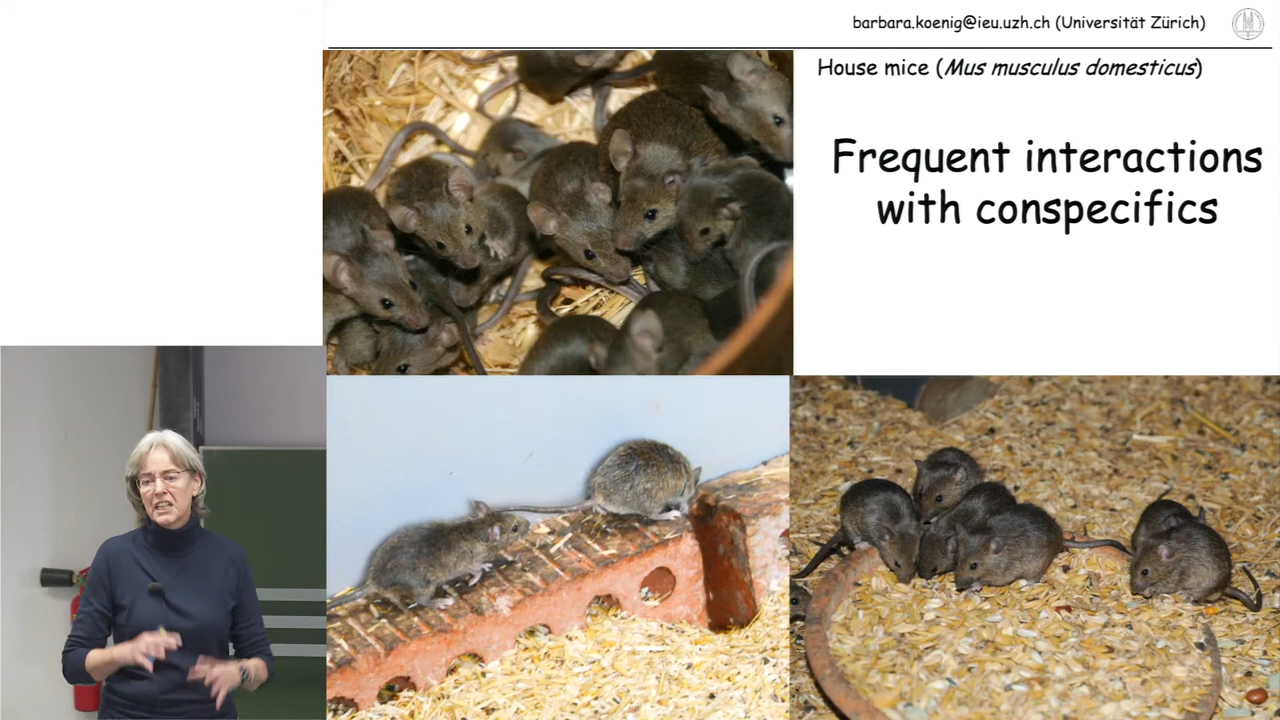 barbara.koenig@ieu.uzh.ch (Universität Zürich)
House mice (Mus musculus domesticus)
Frequent interactions
with conspecifics